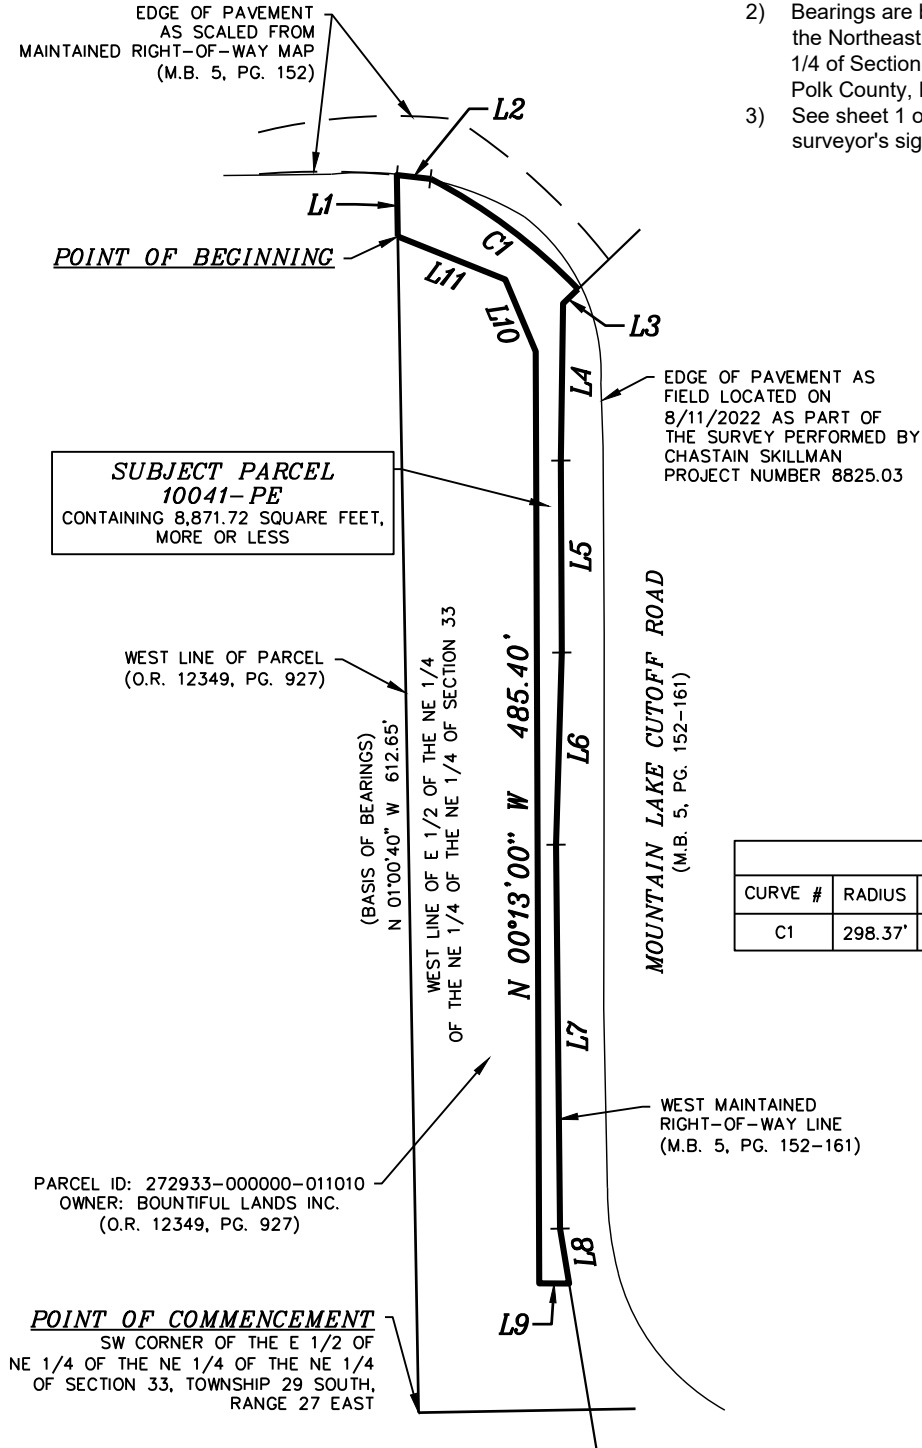 EDGE OF PAVEMENT
AS SCALED FROM
MAINTAINED RIGHT-OF-WAY MAP
(M.B. 5, PG. 152)
2) Bearings are
the Northeast
1/4 of Section
Polk County,
3) See sheet 1
surveyor's
L2
L1
POINT OF BEGINNING
C1
L11
L10
L3
L4
EDGE OF PAVEMENT AS
FIELD LOCATED ON
8/11/2022 AS PART OF
THE SURVEY PERFORMED BY
CHASTAIN SKILLMAN
PROJECT NUMBER 8825.03
SUBJECT PARCEL
10041-PE
CONTAINING 8,871.72 SQUARE FEET,
MORE OR LESS
L5
WEST LINE OF PARCEL
(O.R. 12349, PG. 927)
(BASIS OF BEARINGS)
N 01°00'40" W 612.65'
WEST LINE OF E 1/2 OF THE NE 1/4
OF THE NE 1/4 OF THE NE 1/4 OF SECTION 33
N 00°13'00" W 485.40'
L6
MOUNTAIN LAKE CUTOFF ROAD
(M.B. 5, PG. 152-161)
CURVE # RADIUS
C1 298.37'
L7
WEST MAINTAINED
RIGHT-OF-WAY LINE
(M.B. 5, PG. 152-161)
PARCEL ID: 272933-000000-011010
OWNER: BOUNTIFUL LANDS INC.
(O.R. 12349, PG. 927)
L8
L9
POINT OF COMMENCEMENT
SW CORNER OF THE E 1/2 OF
NE 1/4 OF THE NE 1/4 OF THE NE 1/4
OF SECTION 33, TOWNSHIP 29 SOUTH,
RANGE 27 EAST